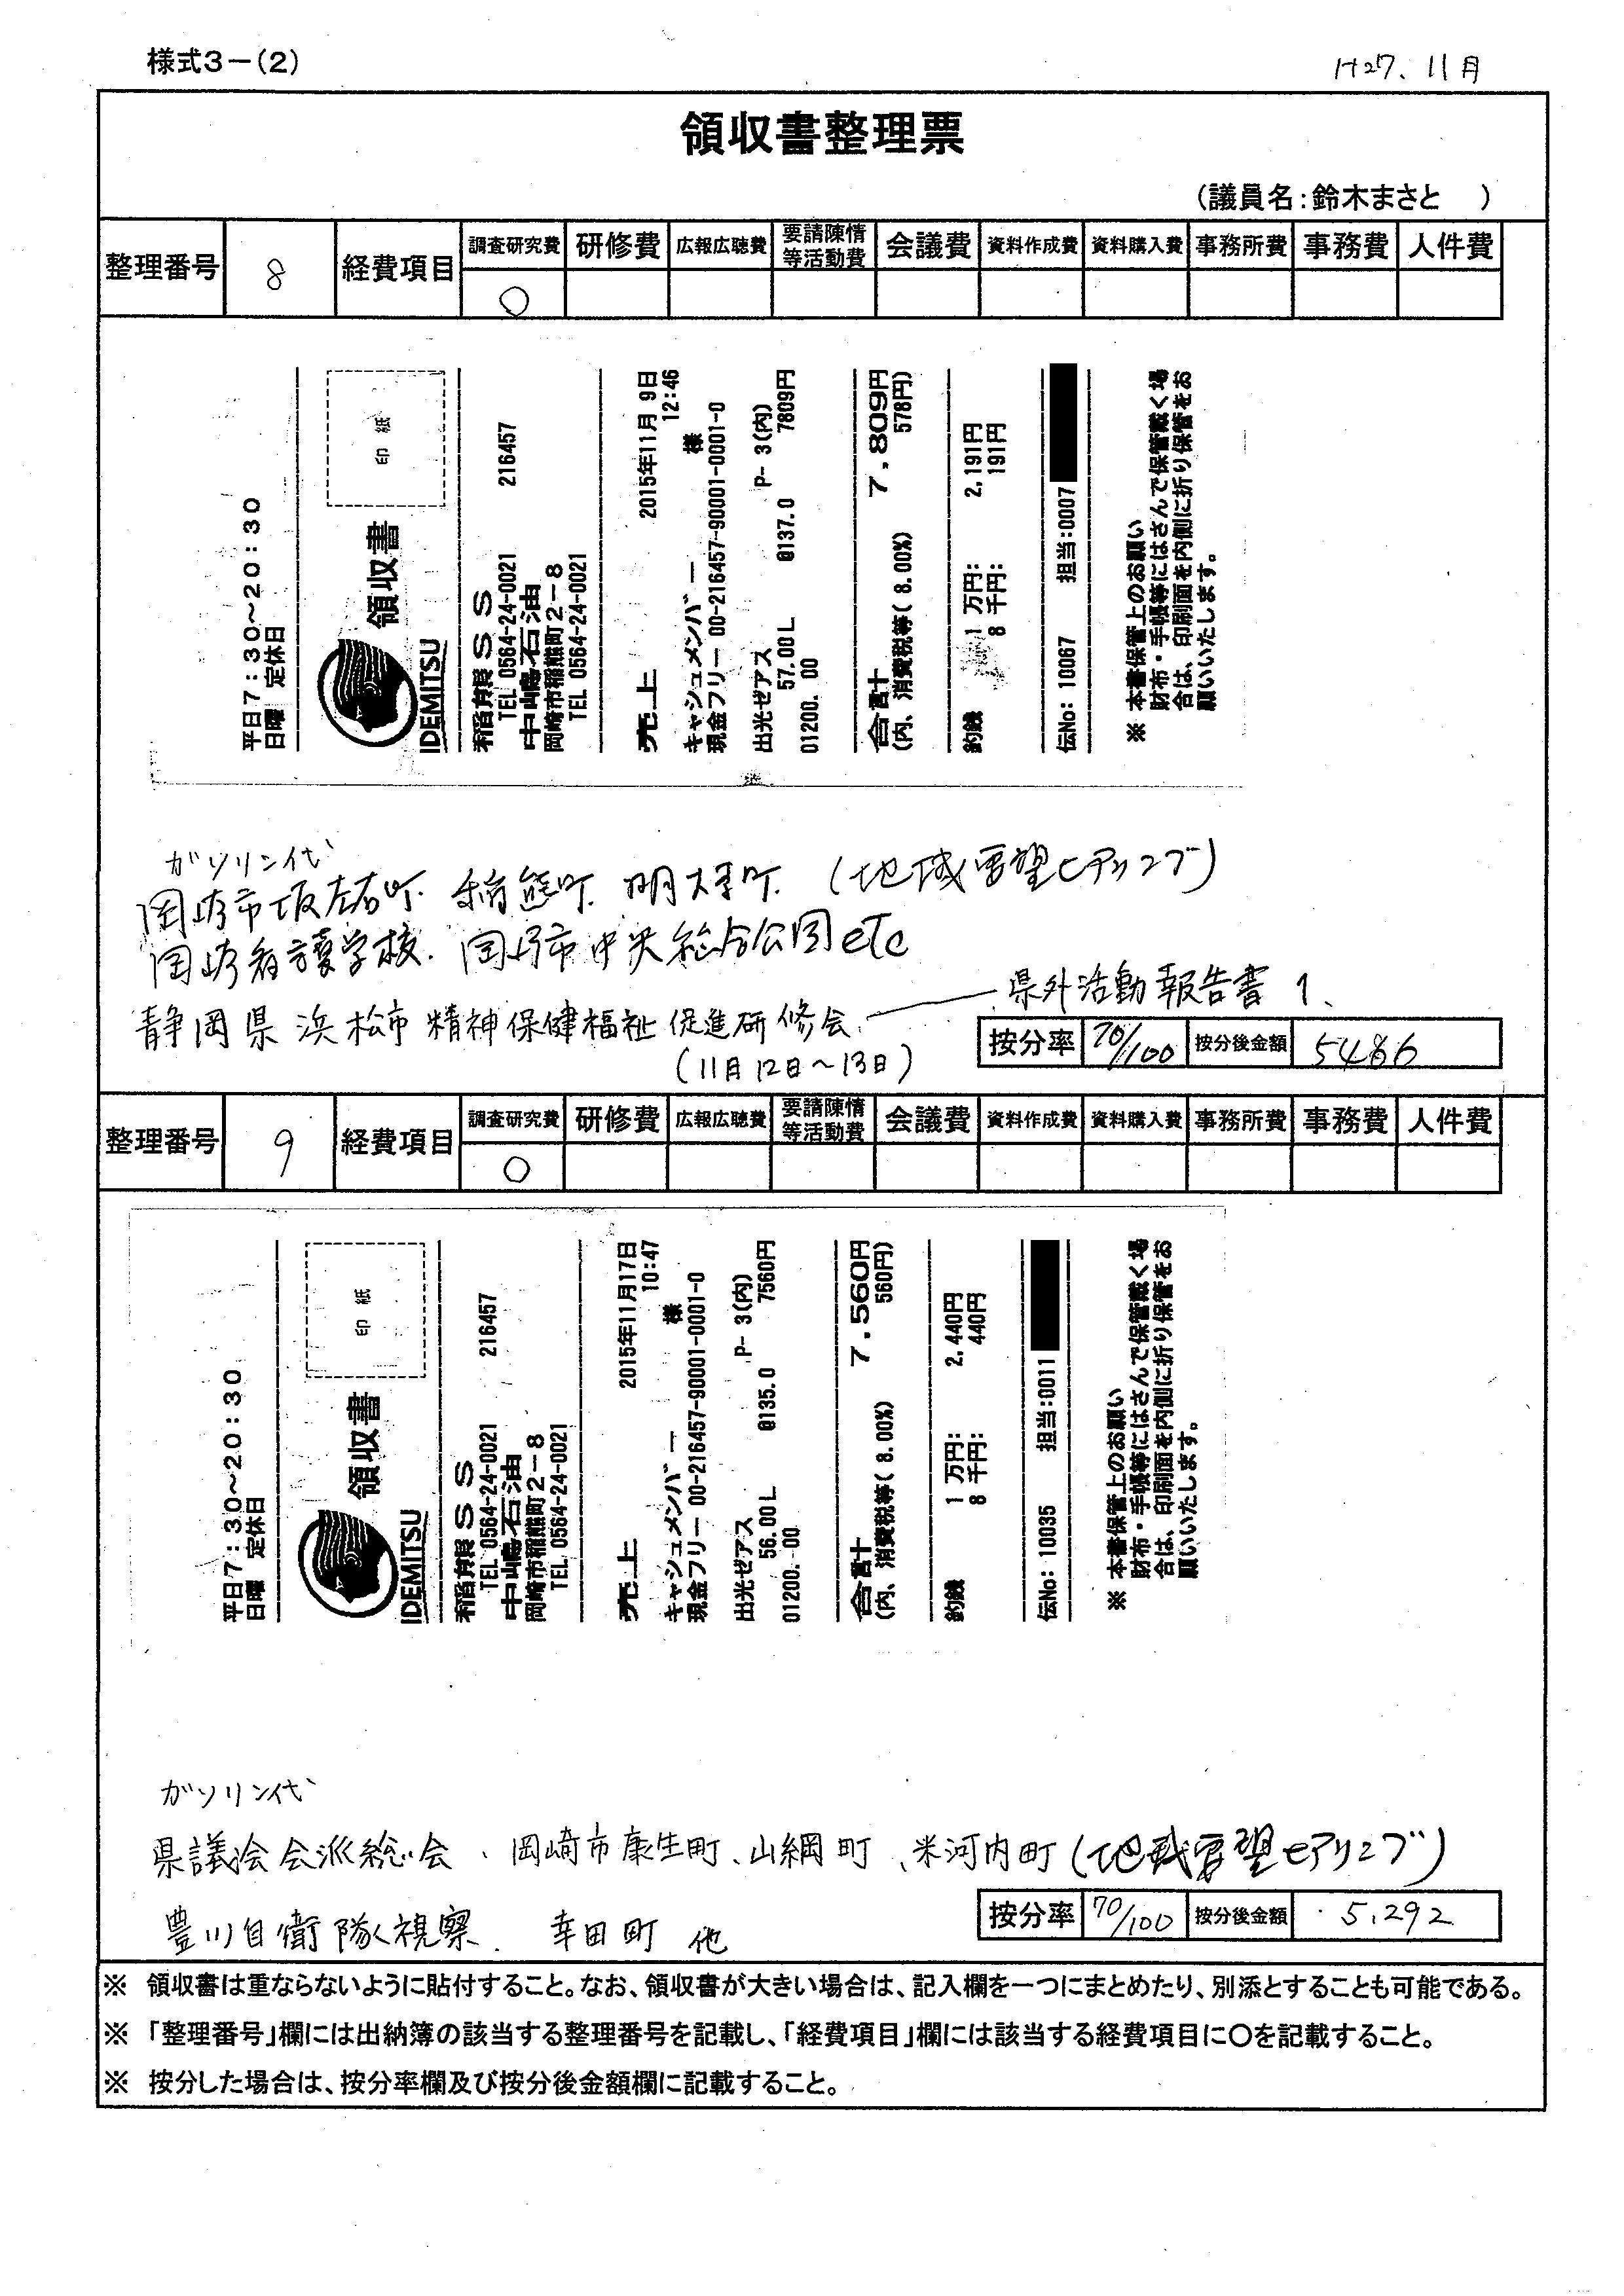 様式3-(2)
H27. 11月
領収書整理票
(議員名:鈴木まさと　)
整理番号 8 経費項目 調査研究費 研修費 広報広聴費 要請陳情等活動費 会議費 資料作成費 資料購入費 事務所費 事務費 人件費
○
平日7:30~20:30
日曜 定休日
IDEMITSU
領収書
印 紙
稲熊SS 216457
TEL 0564-24-0021
中嶋石油
岡崎市稲熊町2-8
TEL 0564-24-0021
売上 2015年11月 9日
12:46
キャッシュメンバー 様
現金フリー 00-216457-90001-0001-0
出光ゼアス P- 3(内)
57.00L @137.0 7809円
01200. 00
合計 7,809円
(内、消費税等( 8.00%) 578円)
釣銭 1 万円: 2,191円
8 千円: 191円
伝No: 10067 担当:0007
※ 本書保管上のお願い
財布・手帳等にはさんで保管戴く場
合は、印刷面を内側に折り保管をお
願いいたします。
ガソリン代
岡崎市坂左右町. 稲熊町. 明大寺町. (地域要望ヒアリング)
岡崎看護学校. 岡崎市中央総合公園etc
静岡県浜松市精神保健福祉促進研修会 — 県外活動報告書 1.
(11月12日~13日)
按分率 70/100 按分後金額 5486
整理番号 9 経費項目 調査研究費 研修費 広報広聴費 要請陳情等活動費 会議費 資料作成費 資料購入費 事務所費 事務費 人件費
○
平日7:30~20:30
日曜 定休日
IDEMITSU
領収書
印 紙
稲熊SS 216457
TEL 0564-24-0021
中嶋石油
岡崎市稲熊町2-8
TEL 0564-24-0021
売上 2015年11月17日
10:47
キャッシュメンバー 様
現金フリー 00-216457-90001-0001-0
出光ゼアス P- 3(内)
56.00L @135.0 7560円
01200. 00
合計 7,560円
(内、消費税等( 8.00%) 560円)
釣銭 1 万円: 2,440円
8 千円: 440円
伝No: 10035 担当:0011
※ 本書保管上のお願い
財布・手帳等にはさんで保管戴く場
合は、印刷面を内側に折り保管をお
願いいたします。
ガソリン代
県議会会派総会、岡崎市康生町、山綱町、米河内町(地域要望ヒアリング)
豊川自衛隊視察. 幸田町 他
按分率 70/100 按分後金額 5,292
※ 領収書は重ならないように貼付すること。なお、領収書が大きい場合は、記入欄を一つにまとめたり、別添とすることも可能である。
※ 「整理番号」欄には出納簿の該当する整理番号を記載し、「経費項目」欄には該当する経費項目に○を記載すること。
※ 按分した場合は、按分率欄及び按分後金額欄に記載すること。